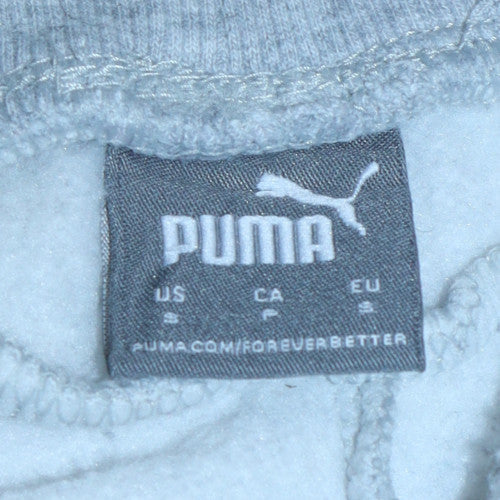 PUMA
US CA EU
S P S
PUMA.COM/FOREVERBETTER